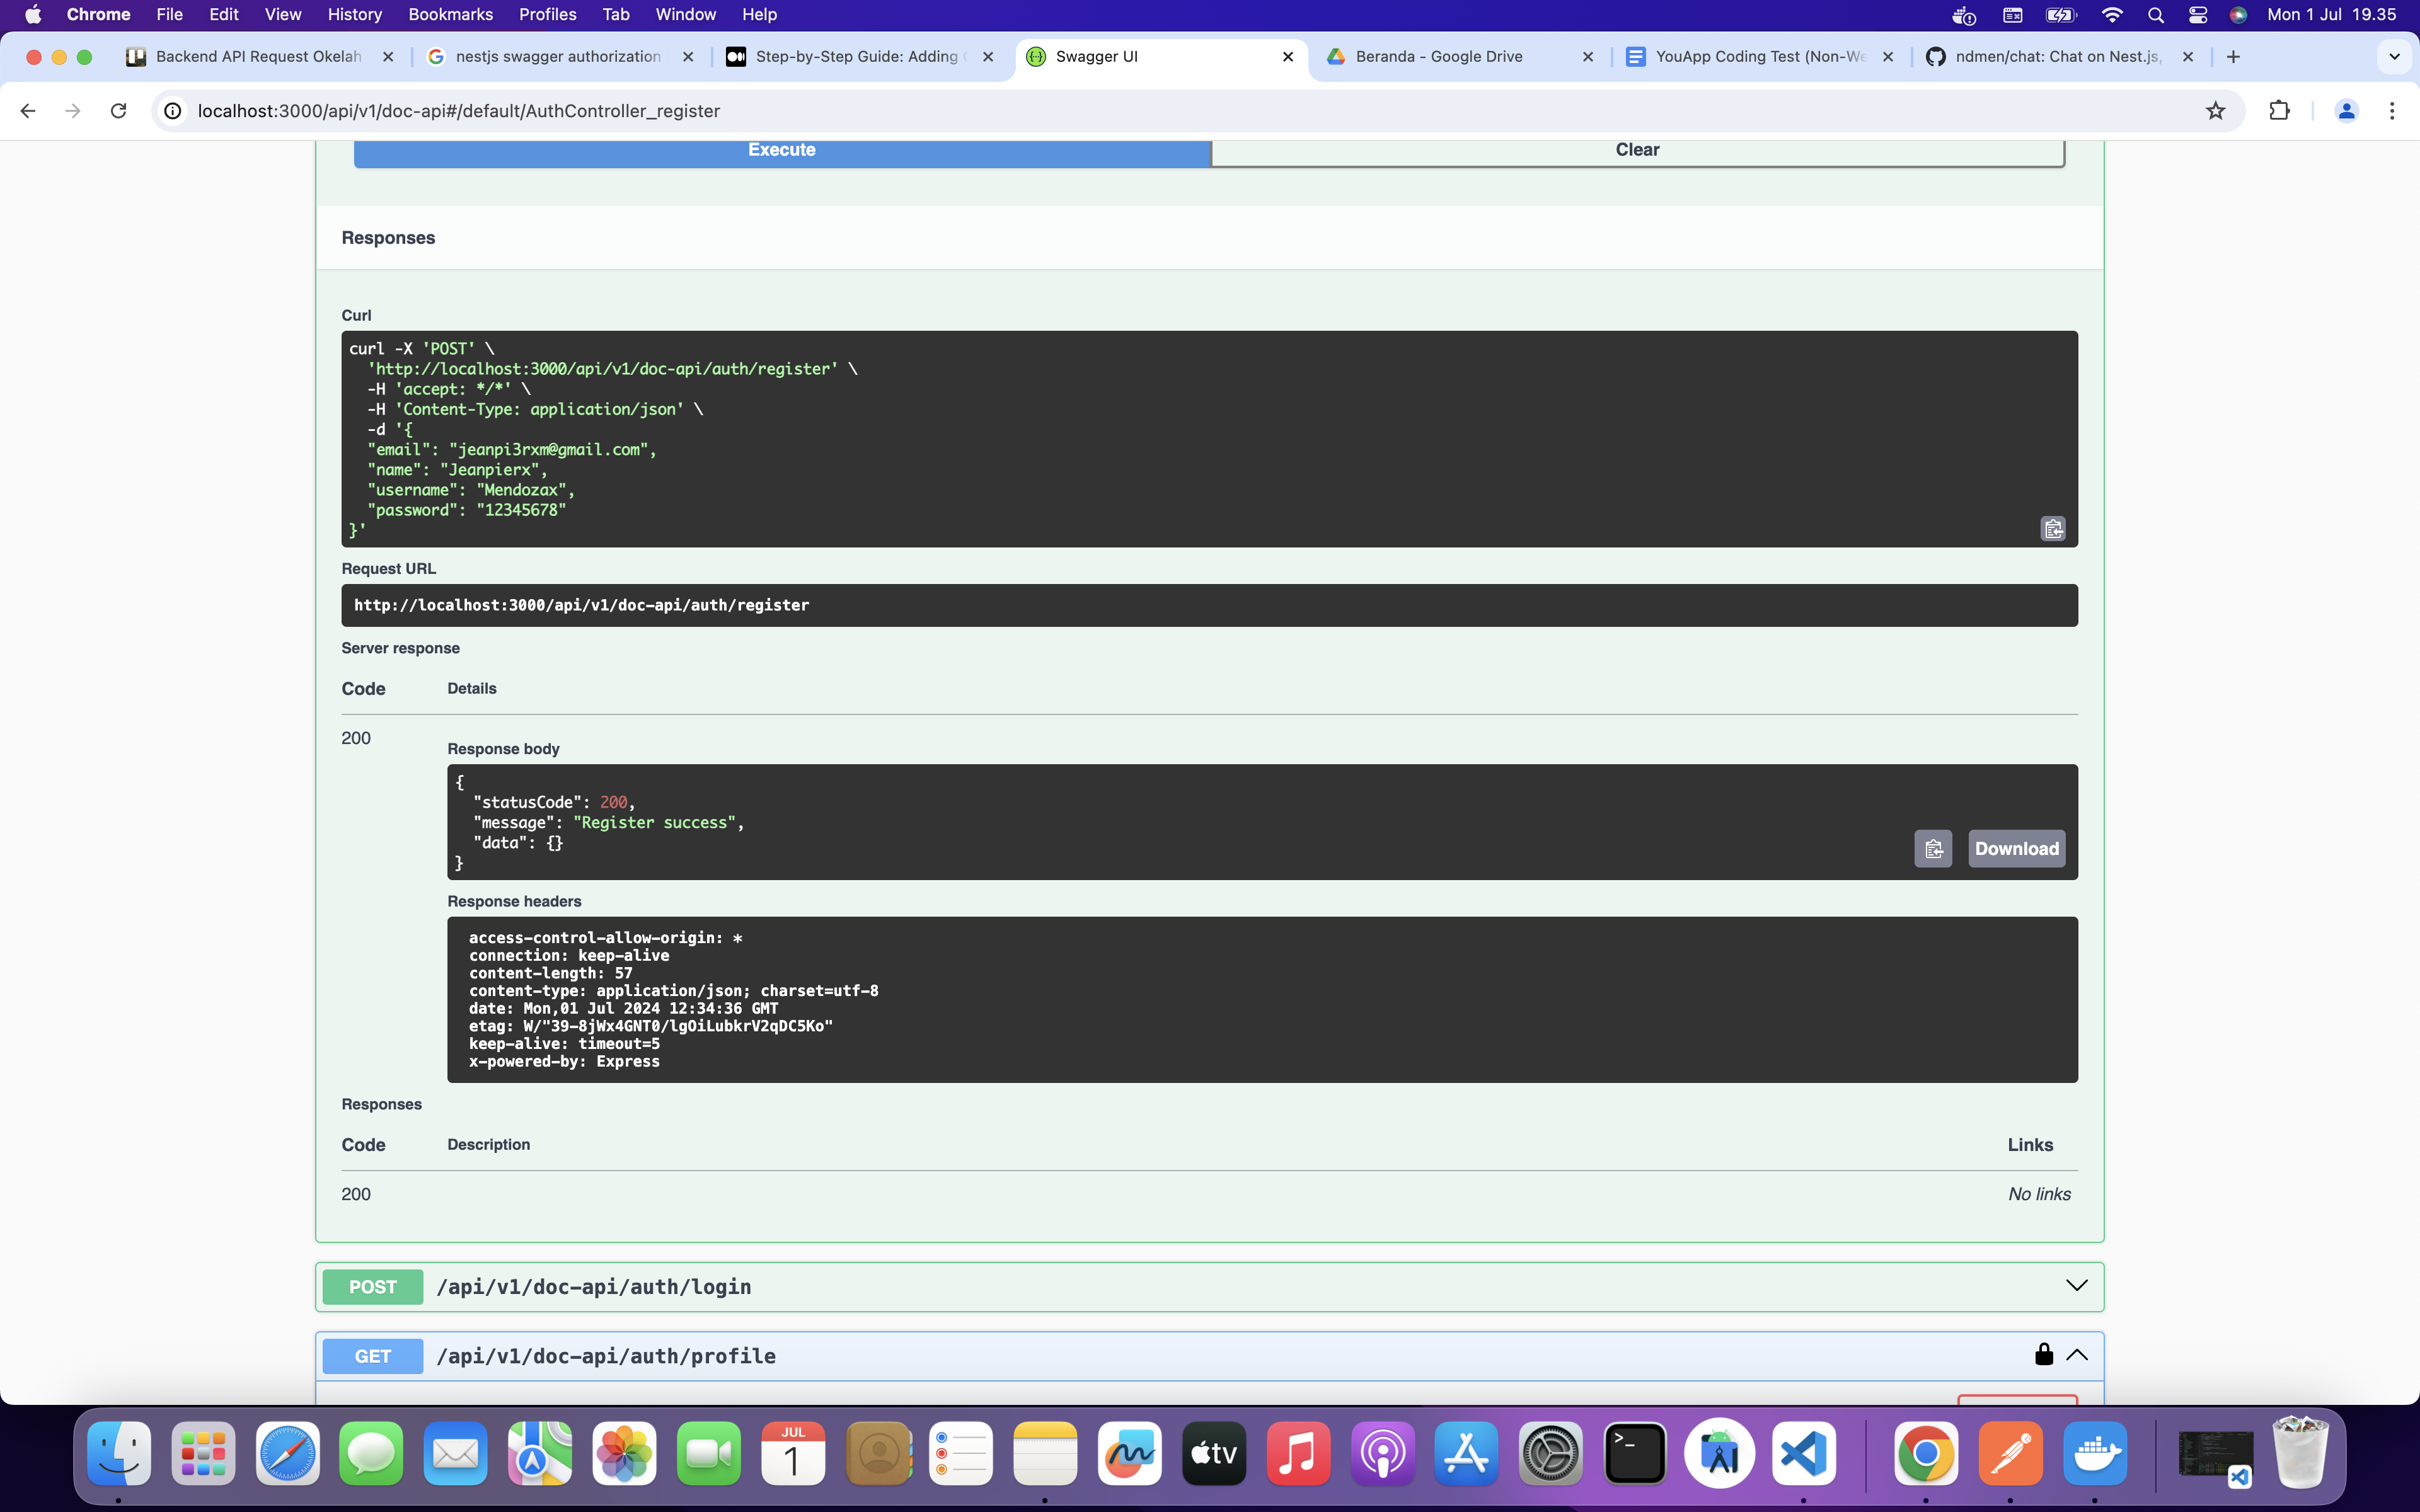 Chrome File Edit View History Bookmarks Profiles Tab Window Help Mon 1 Jul 19.35
Backend API Request Okelah nestjs swagger authorization Step-by-Step Guide: Adding Swagger UI Beranda - Google Drive YouApp Coding Test (Non-We ndmen/chat: Chat on Nest.js,
localhost:3000/api/v1/doc-api#/default/AuthController_register
Execute Clear
Responses
Curl
curl -X 'POST' \
'http://localhost:3000/api/v1/doc-api/auth/register' \
-H 'accept: */*' \
-H 'Content-Type: application/json' \
-d '{
"email": "jeanpi3rxm@gmail.com",
"name": "Jeanpierx",
"username": "Mendozax",
"password": "12345678"
}'
Request URL
http://localhost:3000/api/v1/doc-api/auth/register
Server response
Code Details
200
Response body
{
"statusCode": 200,
"message": "Register success",
"data": {}
}
Download
Response headers
access-control-allow-origin: *
connection: keep-alive
content-length: 57
content-type: application/json; charset=utf-8
date: Mon,01 Jul 2024 12:34:36 GMT
etag: W/"39-8jWx4GNT0/lgOiLubkrV2qDC5Ko"
keep-alive: timeout=5
x-powered-by: Express
Responses
Code Description Links
200 No links
POST /api/v1/doc-api/auth/login
GET /api/v1/doc-api/auth/profile
JUL
1
tv